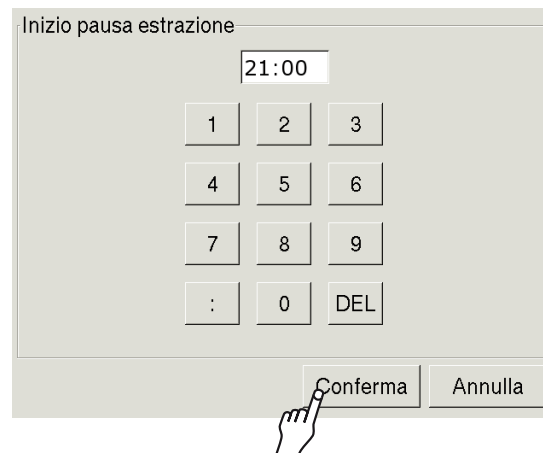 Inizio pausa estrazione
21:00
1 2 3
4 5 6
7 8 9
: 0 DEL
Conferma Annulla